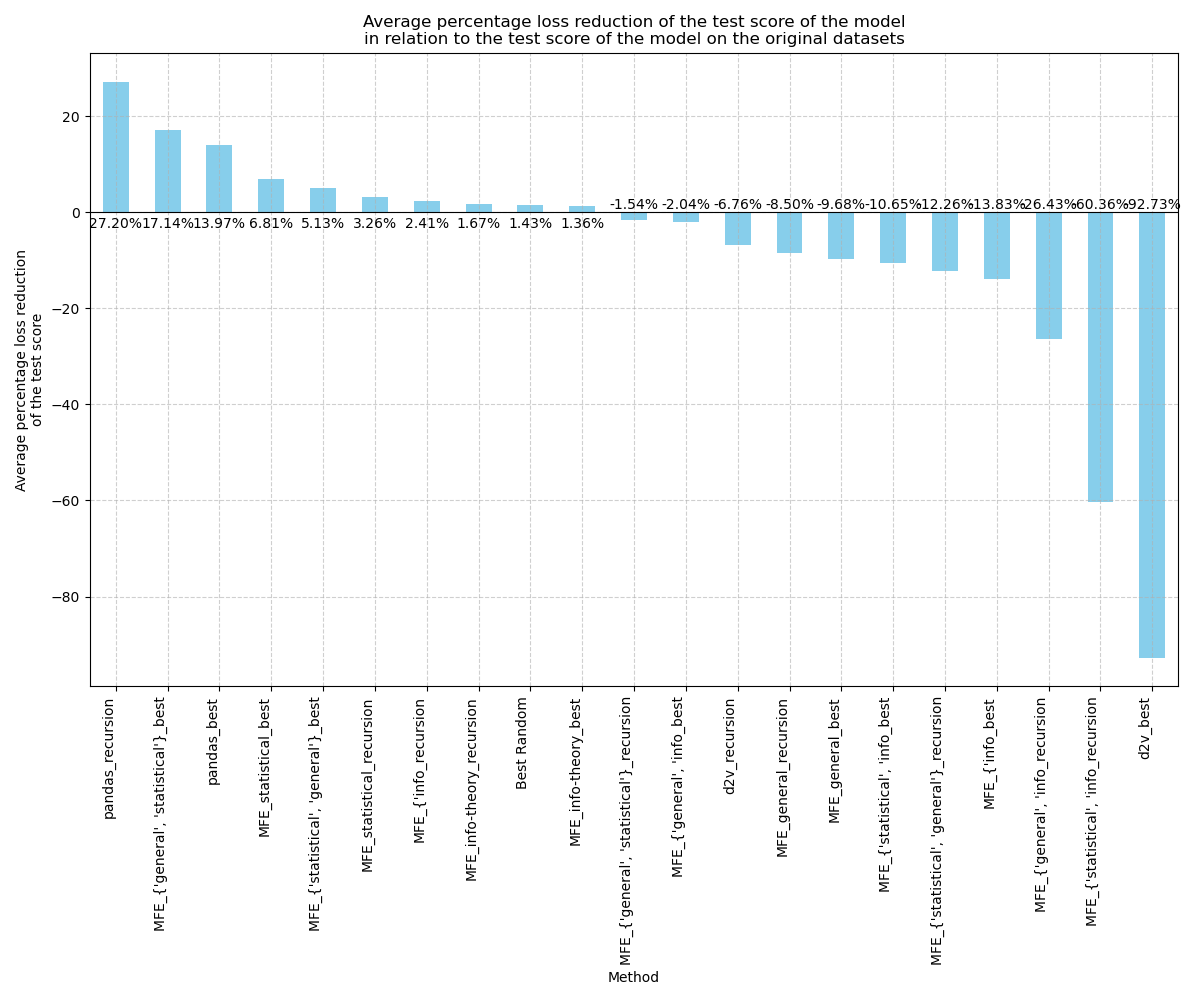 Average percentage loss reduction of the test score of the model
in relation to the test score of the model on the original datasets
Average percentage loss reduction
of the test score
20
0
−20
−40
−60
−80
27.20%
17.14%
13.97%
6.81%
5.13%
3.26%
2.41%
1.67%
1.43%
1.36%
-1.54%
-2.04%
-6.76%
-8.50%
-9.68%
-10.65%
-12.26%
-13.83%
-26.43%
-60.36%
-92.73%
pandas_recursion
MFE_{'general', 'statistical'}_best
pandas_best
MFE_statistical_best
MFE_{'statistical', 'general'}_best
MFE_statistical_recursion
MFE_{'info_recursion
MFE_info-theory_recursion
Best Random
MFE_info-theory_best
MFE_{'general', 'statistical'}_recursion
MFE_{'general', 'info_best
d2v_recursion
MFE_general_recursion
MFE_general_best
MFE_{'statistical', 'info_best
MFE_{'statistical', 'general'}_recursion
MFE_{'info_best
MFE_{'general', 'info_recursion
MFE_{'statistical', 'info_recursion
d2v_best
Method